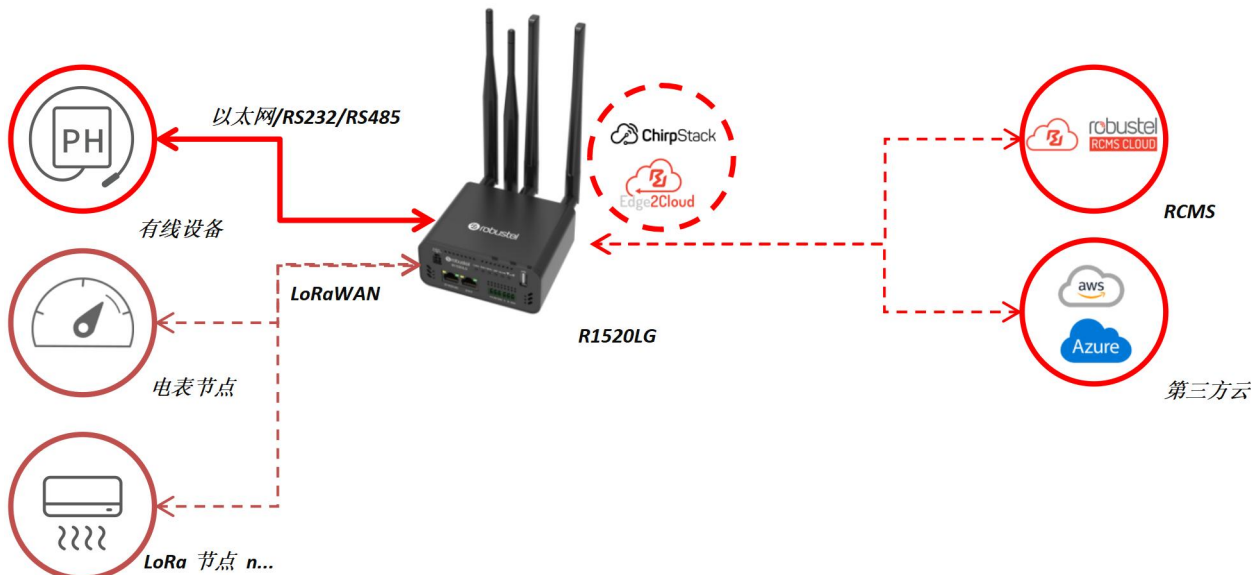 PH
以太网/RS232/RS485
有线设备
LoRaWAN
电表节点
LoRa 节点 n...
robustel
R1520LG
ChirpStack
Edge2Cloud
robustel
RCMS CLOUD
RCMS
aws
Azure
第三方云